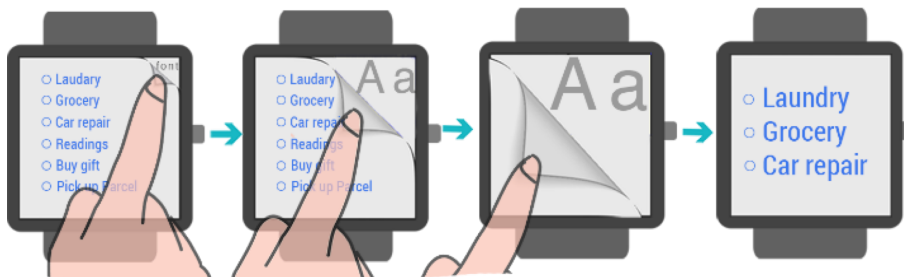 font
Laudary
Grocery
Car repair
Readings
Buy gift
Pick up Parcel
A a
Laudary
Grocery
Car repair
Readings
Buy gift
Pick up Parcel
A a
Laundry
Grocery
Car repair